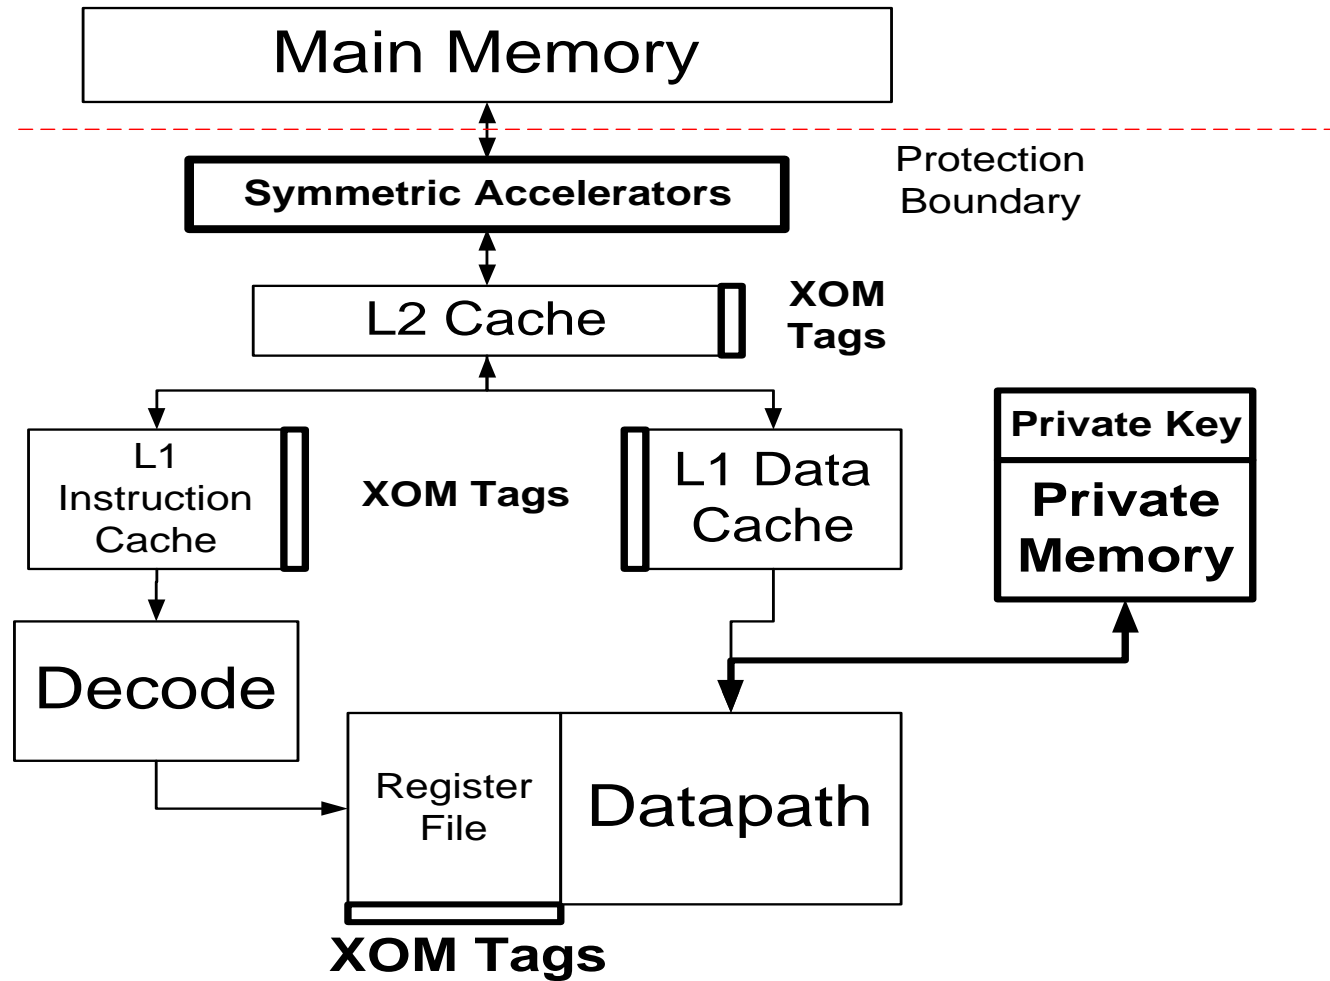 Main Memory
Protection
Boundary
Symmetric Accelerators
L2 Cache
XOM
Tags
L1
Instruction
Cache
XOM Tags
L1 Data
Cache
Private Key
Private
Memory
Decode
Register
File
Datapath
XOM Tags